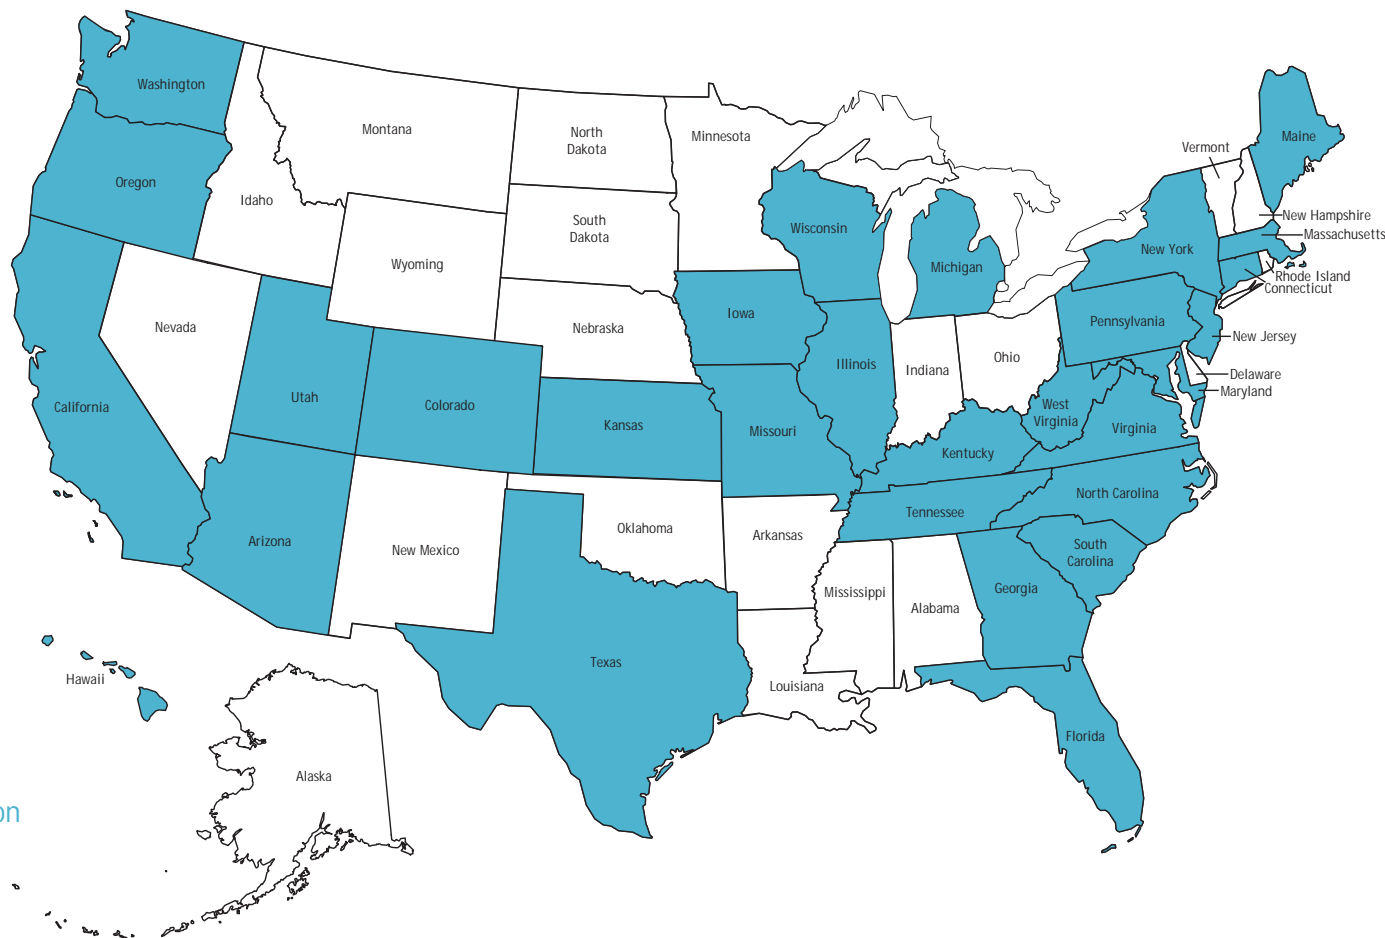 Washington
Montana
North
Dakota
Minnesota
Maine
Vermont
Oregon
Idaho
South
Dakota
Wisconsin
New Hampshire
Massachusetts
New York
Wyoming
Michigan
Rhode Island
Connecticut
Nevada
Nebraska
Iowa
Pennsylvania
New Jersey
Illinois
Indiana
Ohio
Delaware
Maryland
California
Utah
Colorado
Kansas
Missouri
West
Virginia
Virginia
Kentucky
North Carolina
Tennessee
Arizona
New Mexico
Oklahoma
Arkansas
South
Carolina
Mississippi
Alabama
Georgia
Texas
Louisiana
Hawaii
Florida
Alaska
on